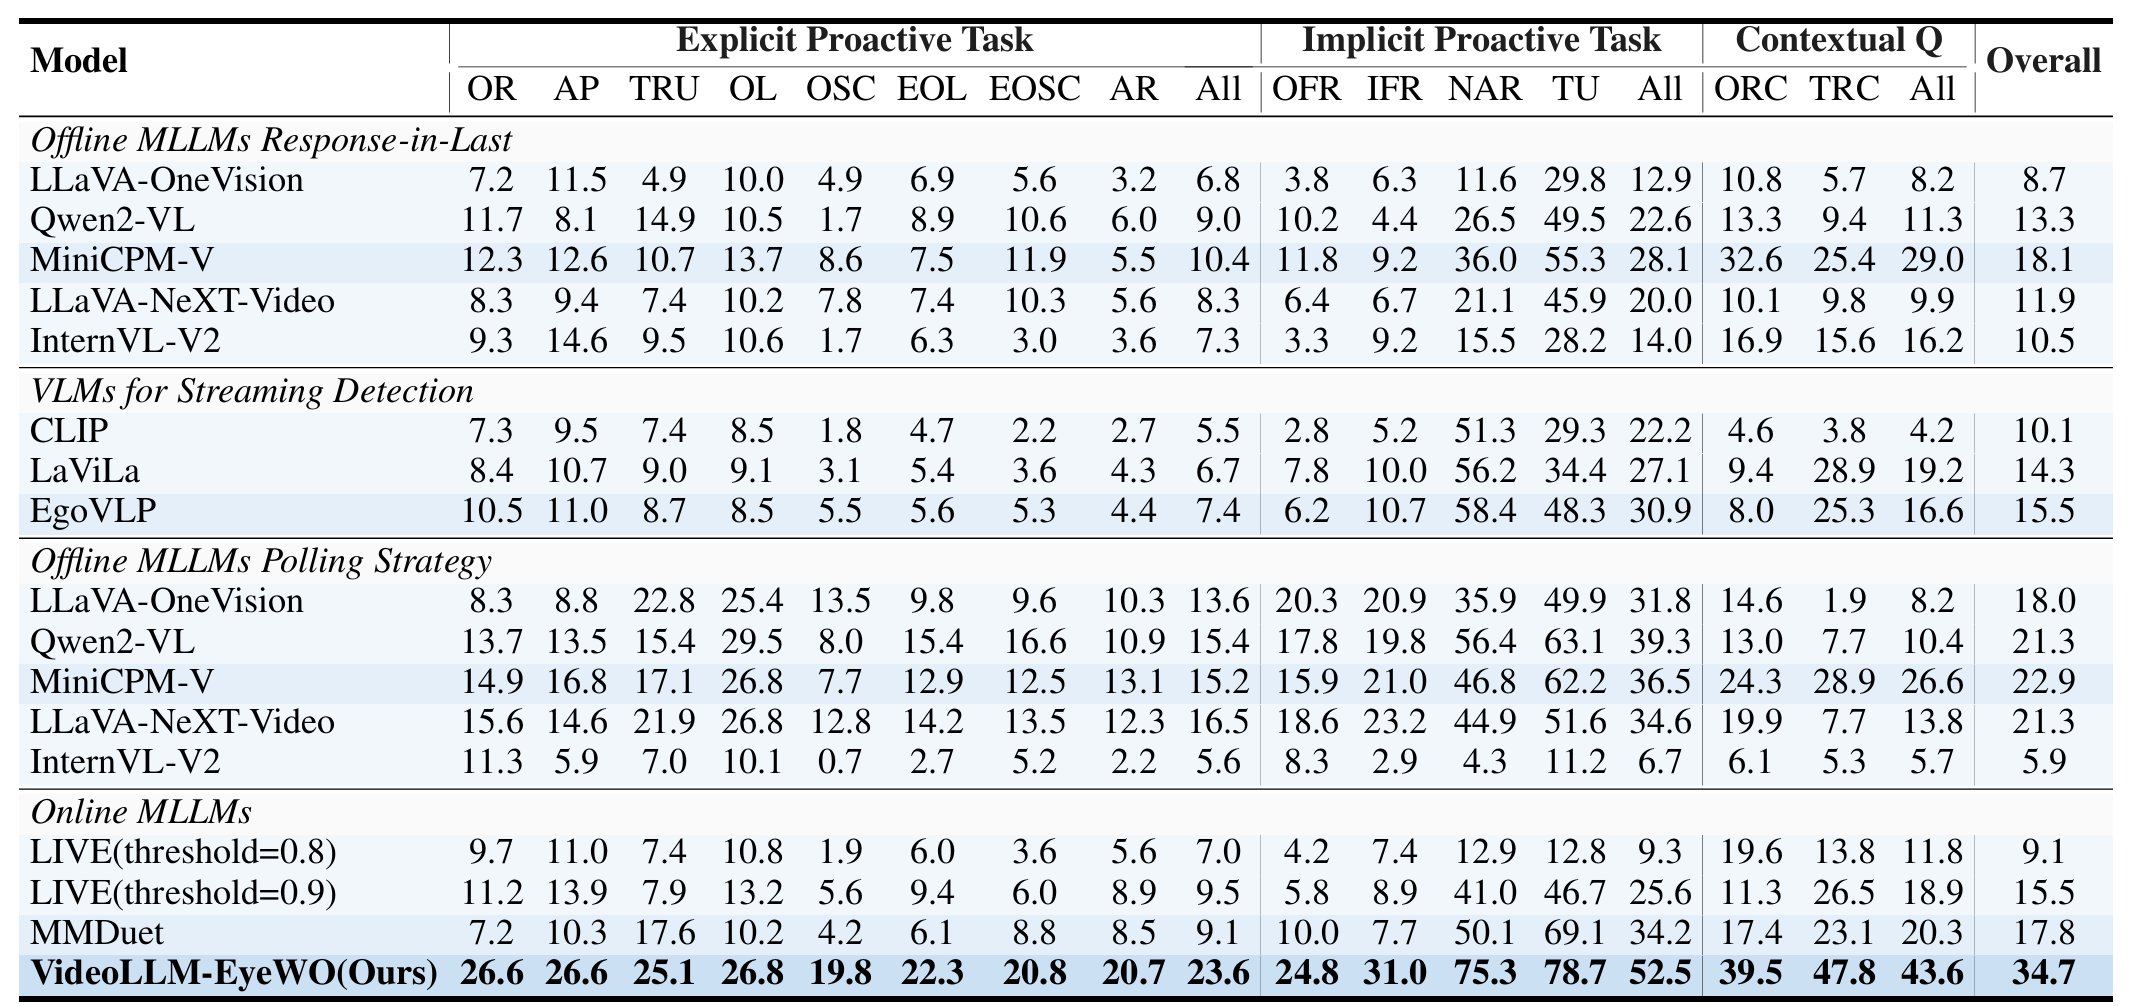 Model Explicit Proactive Task Implicit Proactive Task Contextual Q Overall
OR AP TRU OL OSC EOL EOSC AR All OFR IFR NAR TU All ORC TRC All
Offline MLLMs Response-in-Last
LLaVA-OneVision 7.2 11.5 4.9 10.0 4.9 6.9 5.6 3.2 6.8 3.8 6.3 11.6 29.8 12.9 10.8 5.7 8.2 8.7
Qwen2-VL 11.7 8.1 14.9 10.5 1.7 8.9 10.6 6.0 9.0 10.2 4.4 26.5 49.5 22.6 13.3 9.4 11.3 13.3
MiniCPM-V 12.3 12.6 10.7 13.7 8.6 7.5 11.9 5.5 10.4 11.8 9.2 36.0 55.3 28.1 32.6 25.4 29.0 18.1
LLaVA-NeXT-Video 8.3 9.4 7.4 10.2 7.8 7.4 10.3 5.6 8.3 6.4 6.7 21.1 45.9 20.0 10.1 9.8 9.9 11.9
InternVL-V2 9.3 14.6 9.5 10.6 1.7 6.3 3.0 3.6 7.3 3.3 9.2 15.5 28.2 14.0 16.9 15.6 16.2 10.5
VLMs for Streaming Detection
CLIP 7.3 9.5 7.4 8.5 1.8 4.7 2.2 2.7 5.5 2.8 5.2 51.3 29.3 22.2 4.6 3.8 4.2 10.1
LaViLa 8.4 10.7 9.0 9.1 3.1 5.4 3.6 4.3 6.7 7.8 10.0 56.2 34.4 27.1 9.4 28.9 19.2 14.3
EgoVLP 10.5 11.0 8.7 8.5 5.5 5.6 5.3 4.4 7.4 6.2 10.7 58.4 48.3 30.9 8.0 25.3 16.6 15.5
Offline MLLMs Polling Strategy
LLaVA-OneVision 8.3 8.8 22.8 25.4 13.5 9.8 9.6 10.3 13.6 20.3 20.9 35.9 49.9 31.8 14.6 1.9 8.2 18.0
Qwen2-VL 13.7 13.5 15.4 29.5 8.0 15.4 16.6 10.9 15.4 17.8 19.8 56.4 63.1 39.3 13.0 7.7 10.4 21.3
MiniCPM-V 14.9 16.8 17.1 26.8 7.7 12.9 12.5 13.1 15.2 15.9 21.0 46.8 62.2 36.5 24.3 28.9 26.6 22.9
LLaVA-NeXT-Video 15.6 14.6 21.9 26.8 12.8 14.2 13.5 12.3 16.5 18.6 23.2 44.9 51.6 34.6 19.9 7.7 13.8 21.3
InternVL-V2 11.3 5.9 7.0 10.1 0.7 2.7 5.2 2.2 5.6 8.3 2.9 4.3 11.2 6.7 6.1 5.3 5.7 5.9
Online MLLMs
LIVE(threshold=0.8) 9.7 11.0 7.4 10.8 1.9 6.0 3.6 5.6 7.0 4.2 7.4 12.9 12.8 9.3 19.6 13.8 11.8 9.1
LIVE(threshold=0.9) 11.2 13.9 7.9 13.2 5.6 9.4 6.0 8.9 9.5 5.8 8.9 41.0 46.7 25.6 11.3 26.5 18.9 15.5
MMDuet 7.2 10.3 17.6 10.2 4.2 6.1 8.8 8.5 9.1 10.0 7.7 50.1 69.1 34.2 17.4 23.1 20.3 17.8
VideoLLM-EyeWO(Ours) 26.6 26.6 25.1 26.8 19.8 22.3 20.8 20.7 23.6 24.8 31.0 75.3 78.7 52.5 39.5 47.8 43.6 34.7